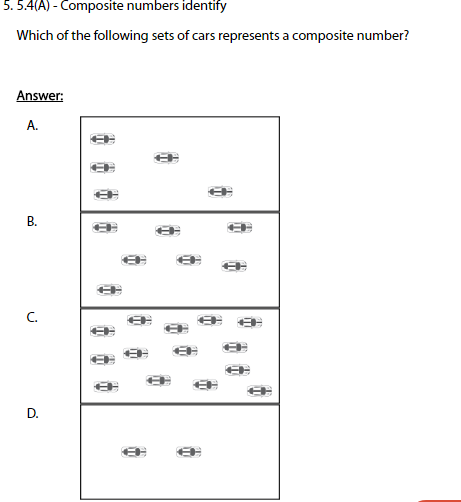 5. 5.4(A) - Composite numbers identify
Which of the following sets of cars represents a composite number?
Answer:
A.
B.
C.
D.